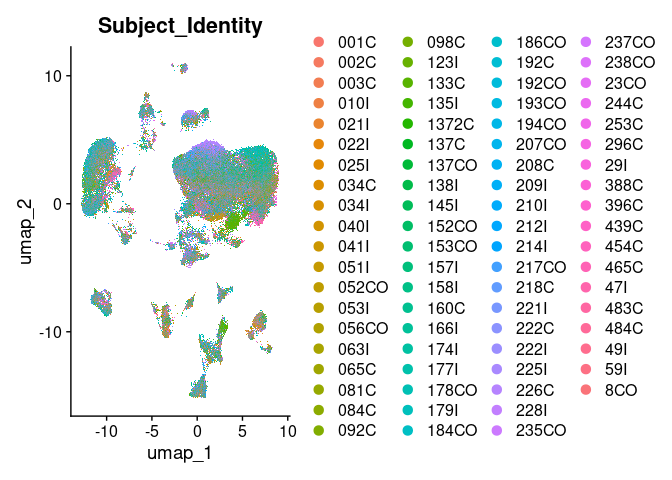 Subject_Identity
umap_2
10
0
-10
-10
-5
0
5
10
umap_1
001C
002C
003C
010I
021I
022I
025I
034C
034I
040I
041I
051I
052CO
053I
056CO
063I
065C
081C
084C
092C
098C
123I
133C
135I
1372C
137C
137CO
138I
145I
152CO
153CO
157I
158I
160C
166I
174I
177I
178CO
179I
184CO
186CO
192C
192CO
193CO
194CO
207CO
208C
209I
210I
212I
214I
217CO
218C
221I
222C
222I
225I
226C
228I
235CO
237CO
238CO
23CO
244C
253C
296C
29I
388C
396C
439C
454C
465C
47I
483C
484C
49I
59I
8CO